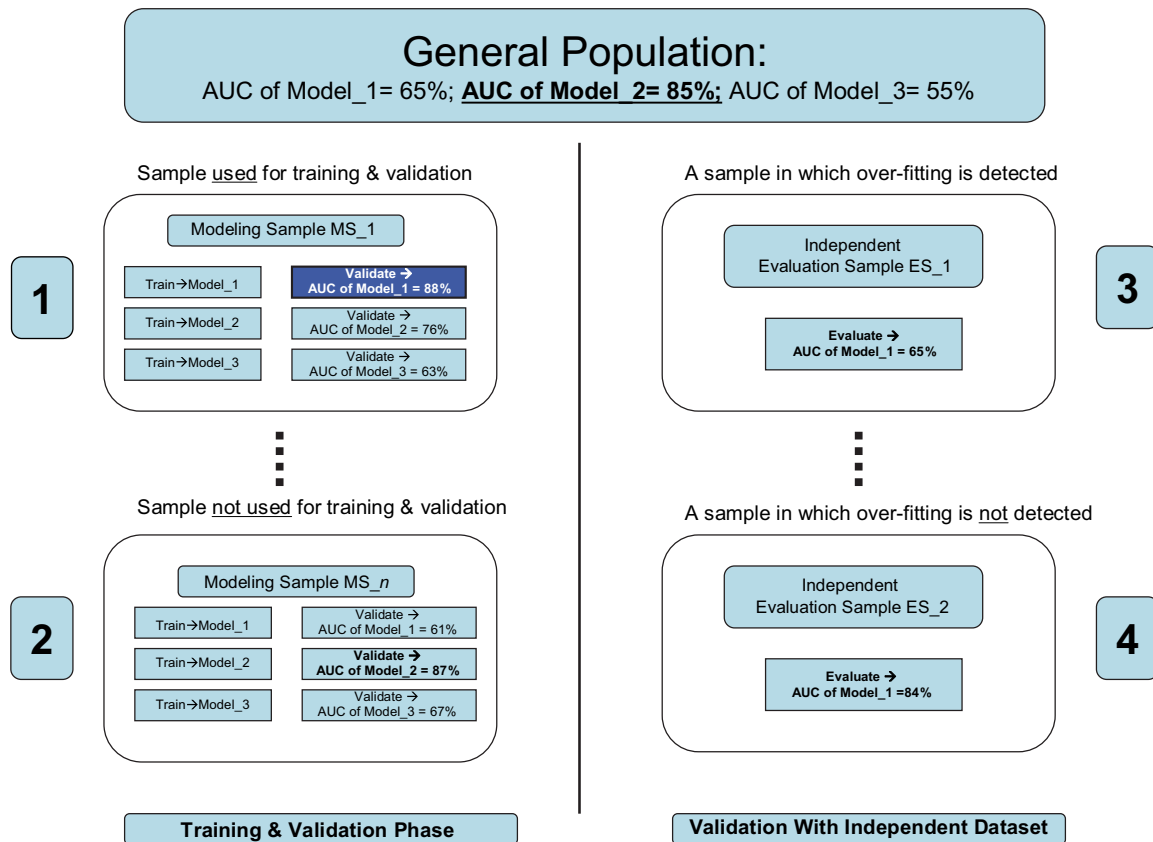 General Population:
AUC of Model_1= 65%; AUC of Model_2= 85%; AUC of Model_3= 55%
Sample used for training & validation
1
Modeling Sample MS_1
Train→Model_1
Validate →
AUC of Model_1 = 88%
Train→Model_2
Validate →
AUC of Model_2 = 76%
Train→Model_3
Validate →
AUC of Model_3 = 63%
Sample not used for training & validation
2
Modeling Sample MS_n
Train→Model_1
Validate →
AUC of Model_1 = 61%
Train→Model_2
Validate →
AUC of Model_2 = 87%
Train→Model_3
Validate →
AUC of Model_3 = 67%
Training & Validation Phase
A sample in which over-fitting is detected
Independent
Evaluation Sample ES_1
Evaluate →
AUC of Model_1 = 65%
3
A sample in which over-fitting is not detected
Independent
Evaluation Sample ES_2
Evaluate →
AUC of Model_1 =84%
4
Validation With Independent Dataset